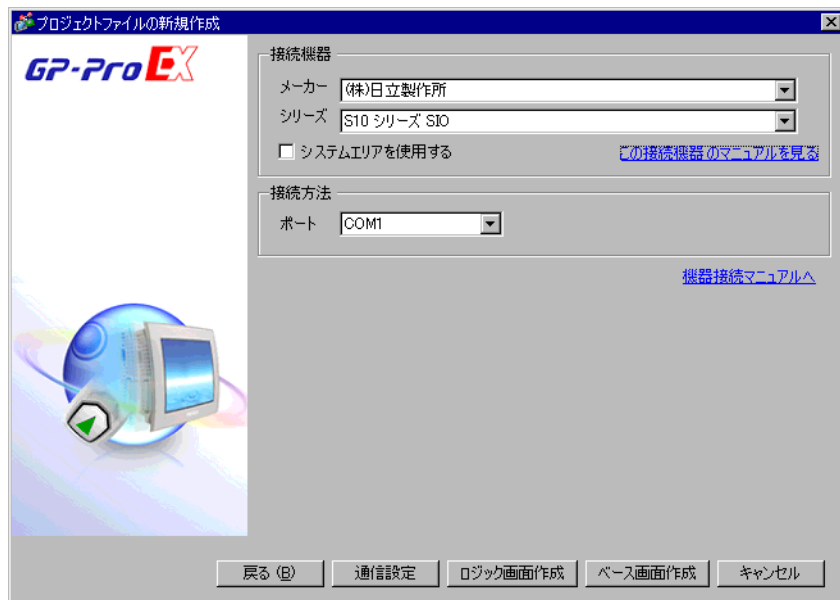 プロジェクトファイルの新規作成
GP-Pro EX
接続機器
メーカー (株)日立製作所
シリーズ S10 シリーズ SIO
システムエリアを使用する この接続機器のマニュアルを見る
接続方法
ポート COM1
機器接続マニュアルへ
戻る (B) 通信設定 ロジック画面作成 ベース画面作成 キャンセル